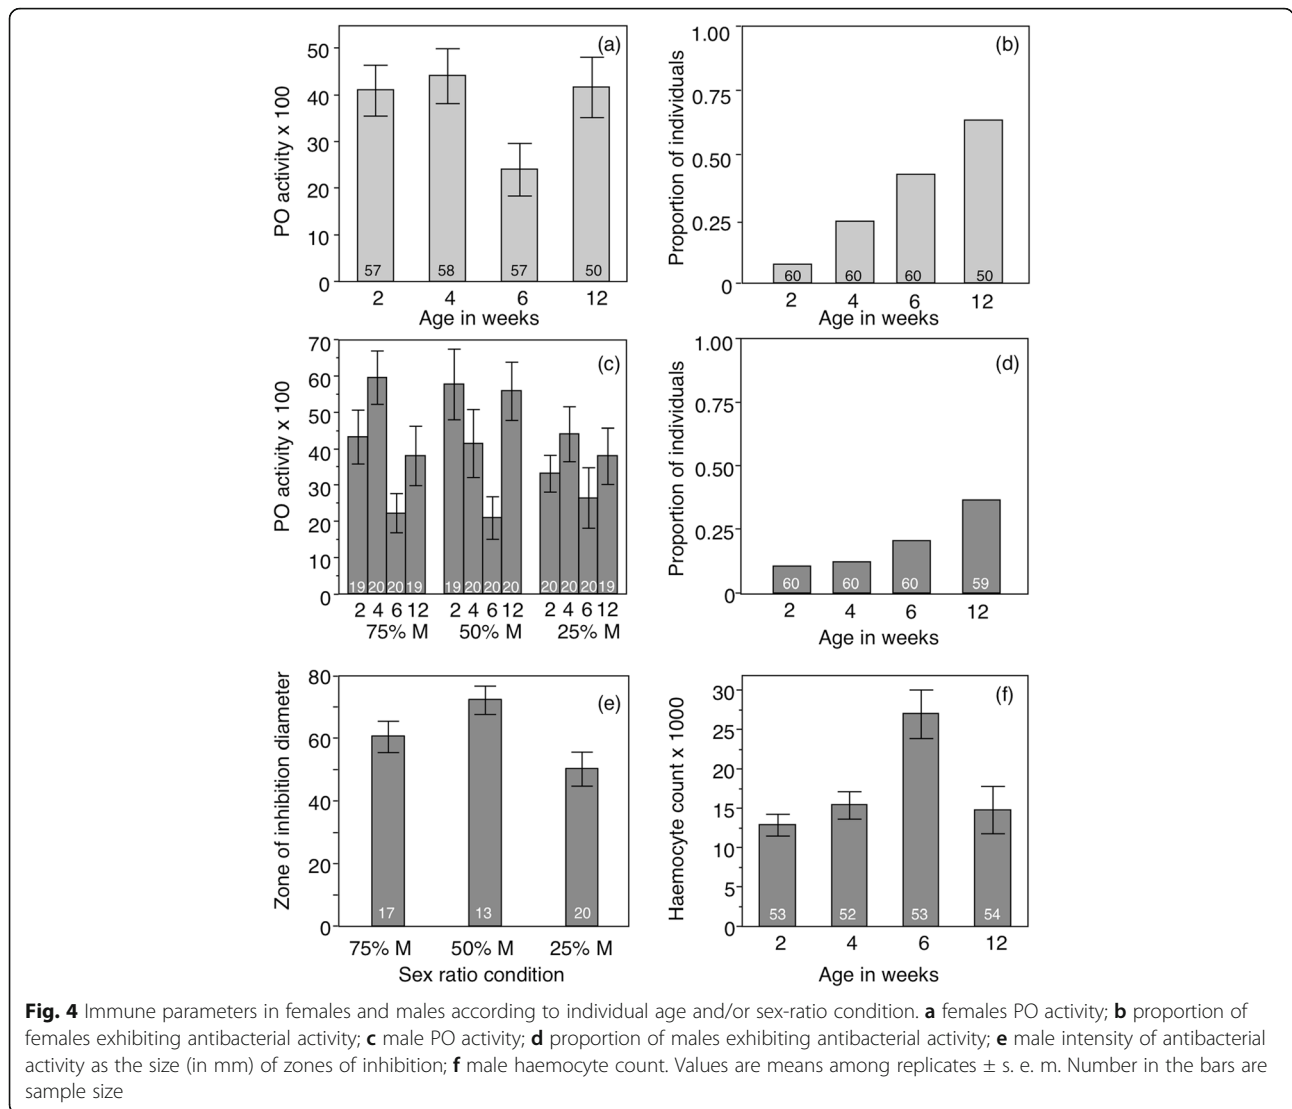 (a)
PO activity x 100
50
40
30
20
10
0
57 58 57 50
2 4 6 12
Age in weeks
(b)
Proportion of individuals
1.00
0.75
0.50
0.25
0
60 60 60 50
2 4 6 12
Age in weeks
(c)
PO activity x 100
70
60
50
40
30
20
10
0
19 20 20 19 19 20 20 20 20 20 20 19
2 4 6 12 2 4 6 12 2 4 6 12
75% M 50% M 25% M
(d)
Proportion of individuals
1.00
0.75
0.50
0.25
0
60 60 60 59
2 4 6 12
Age in weeks
(e)
Zone of inhibition diameter
80
60
40
20
0
17 13 20
75% M 50% M 25% M
Sex ratio condition
(f)
Haemocyte count x 1000
30
25
20
15
10
5
0
53 52 53 54
2 4 6 12
Age in weeks
Fig. 4 Immune parameters in females and males according to individual age and/or sex-ratio condition. a females PO activity; b proportion of
females exhibiting antibacterial activity; c male PO activity; d proportion of males exhibiting antibacterial activity; e male intensity of antibacterial
activity as the size (in mm) of zones of inhibition; f male haemocyte count. Values are means among replicates ± s. e. m. Number in the bars are
sample size